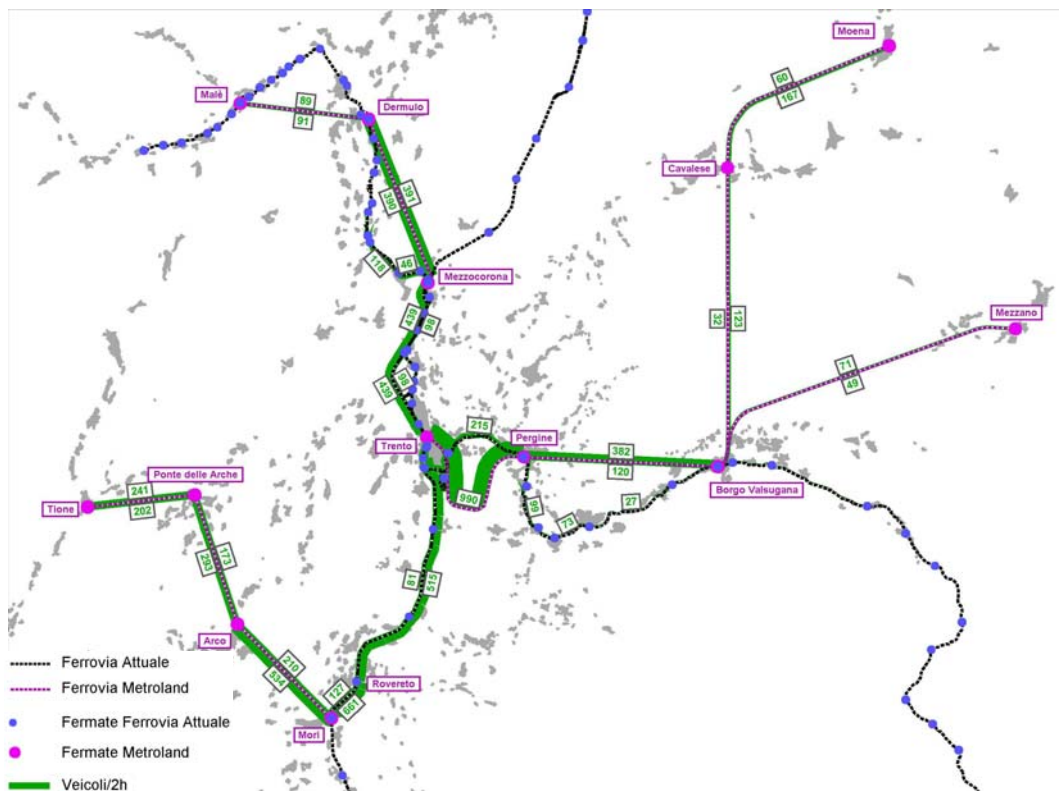 Moena
60
167
Malè
89
91
Dermulo
Cavalese
390
391
118
46
Mezzocorona
439
98
32
123
Mezzano
71
49
439
98
Trento
215
Pergine
382
120
990
Borgo Valsugana
Ponte delle Arche
241
202
Tione
99
73
27
293
173
81
515
Arco
210
534
127
661
Rovereto
Mori
Ferrovia Attuale
Ferrovia Metroland
Fermate Ferrovia Attuale
Fermate Metroland
Veicoli/2h